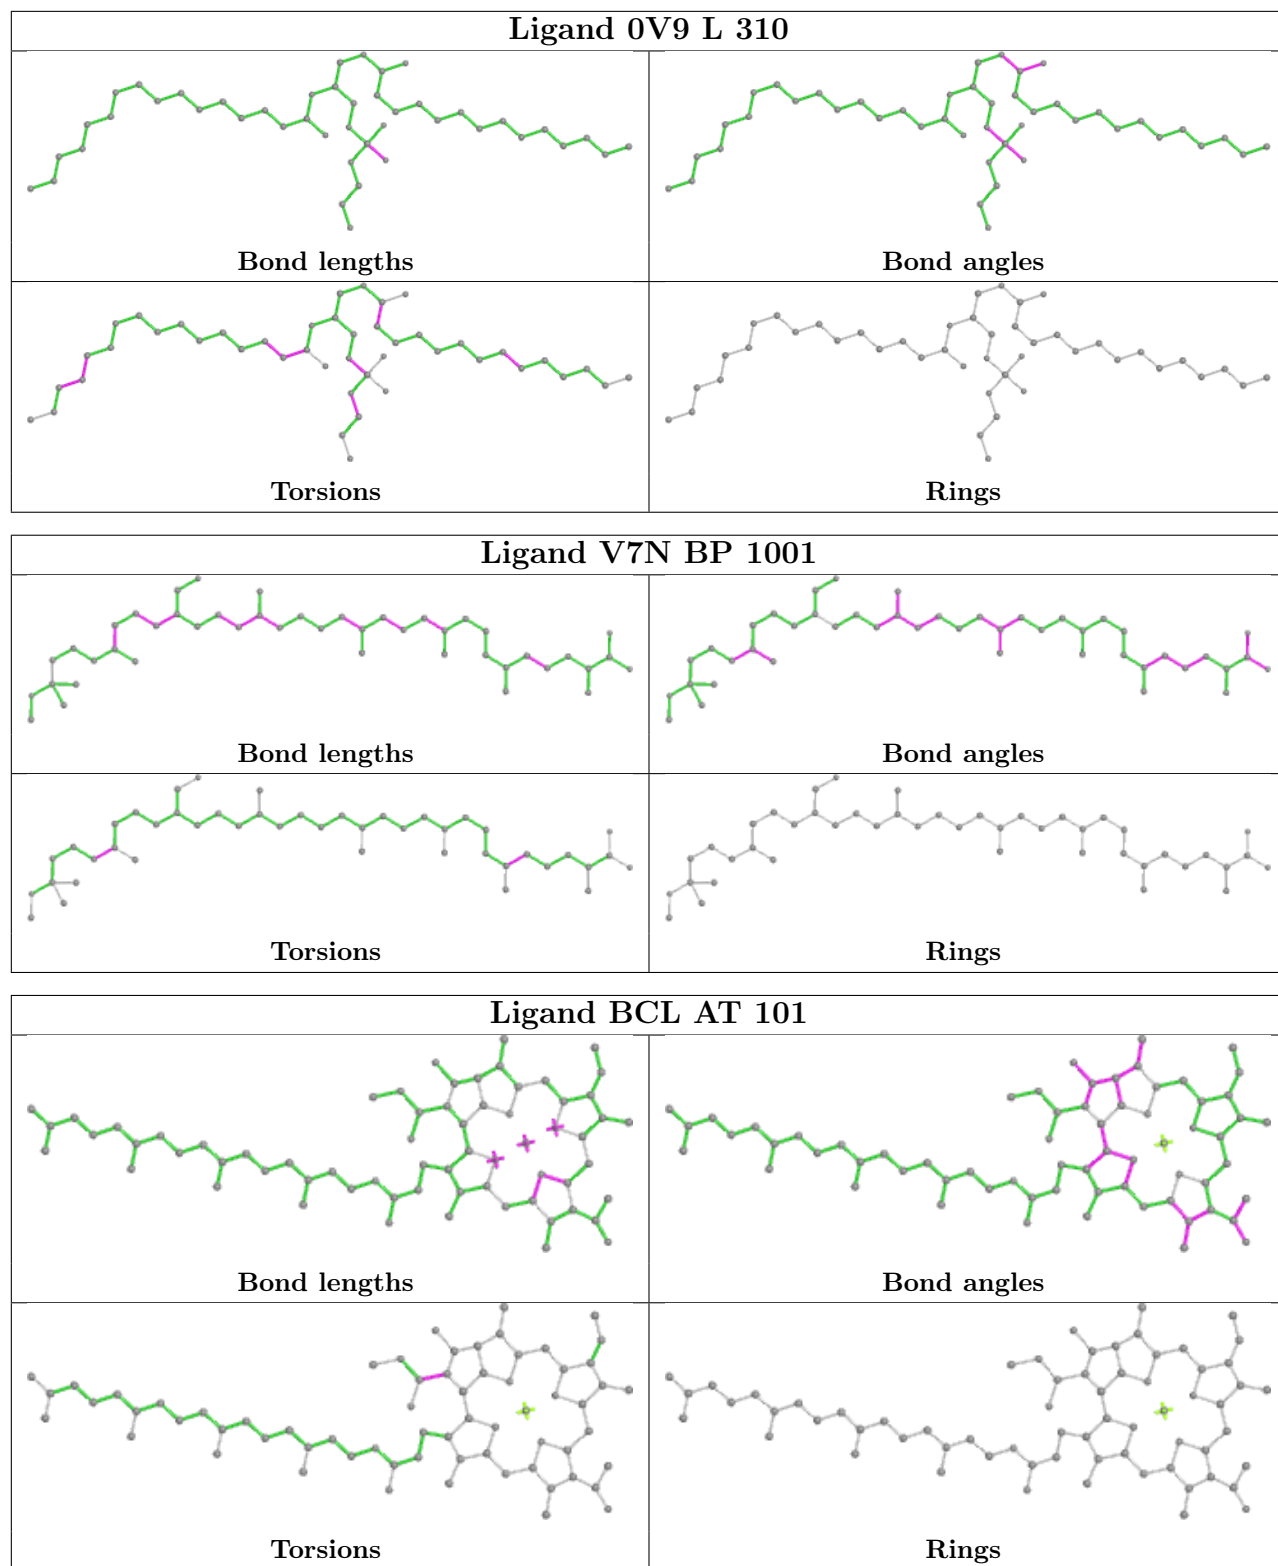 Ligand 0V9 L 310
Bond lengths
Bond angles
Torsions
Rings
Ligand V7N BP 1001
Bond lengths
Bond angles
Torsions
Rings
Ligand BCL AT 101
Bond lengths
Bond angles
Torsions
Rings